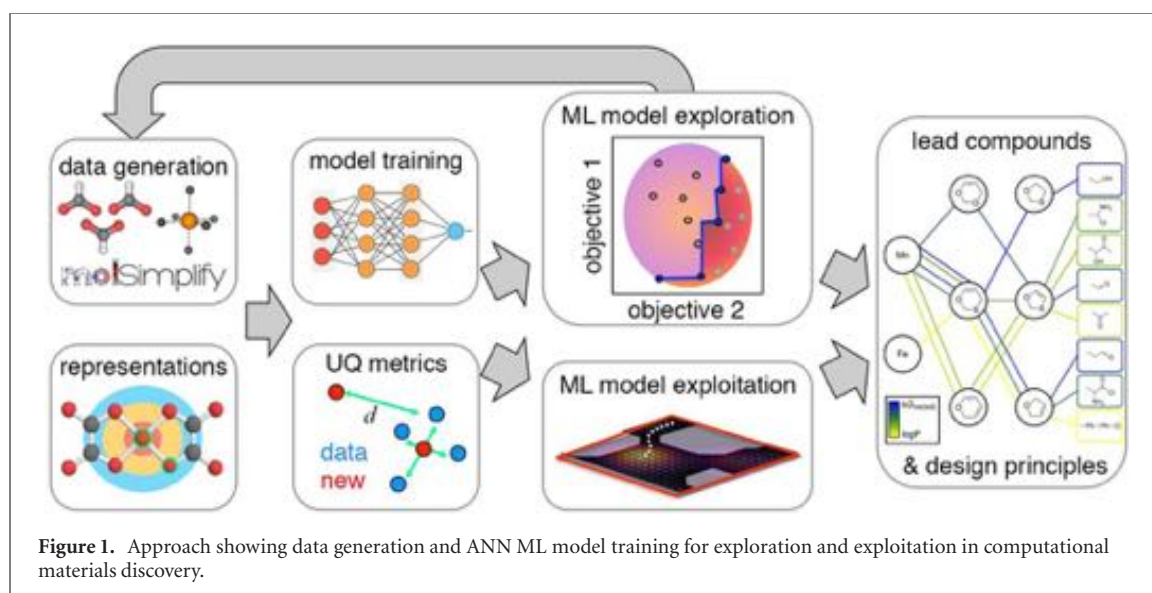 data generation
molSimplify
representations
model training
UQ metrics
d
data
new
ML model exploration
objective 1
objective 2
ML model exploitation
lead compounds
Mn
Fe
logP
& design principles
Figure 1. Approach showing data generation and ANN ML model training for exploration and exploitation in computational
materials discovery.